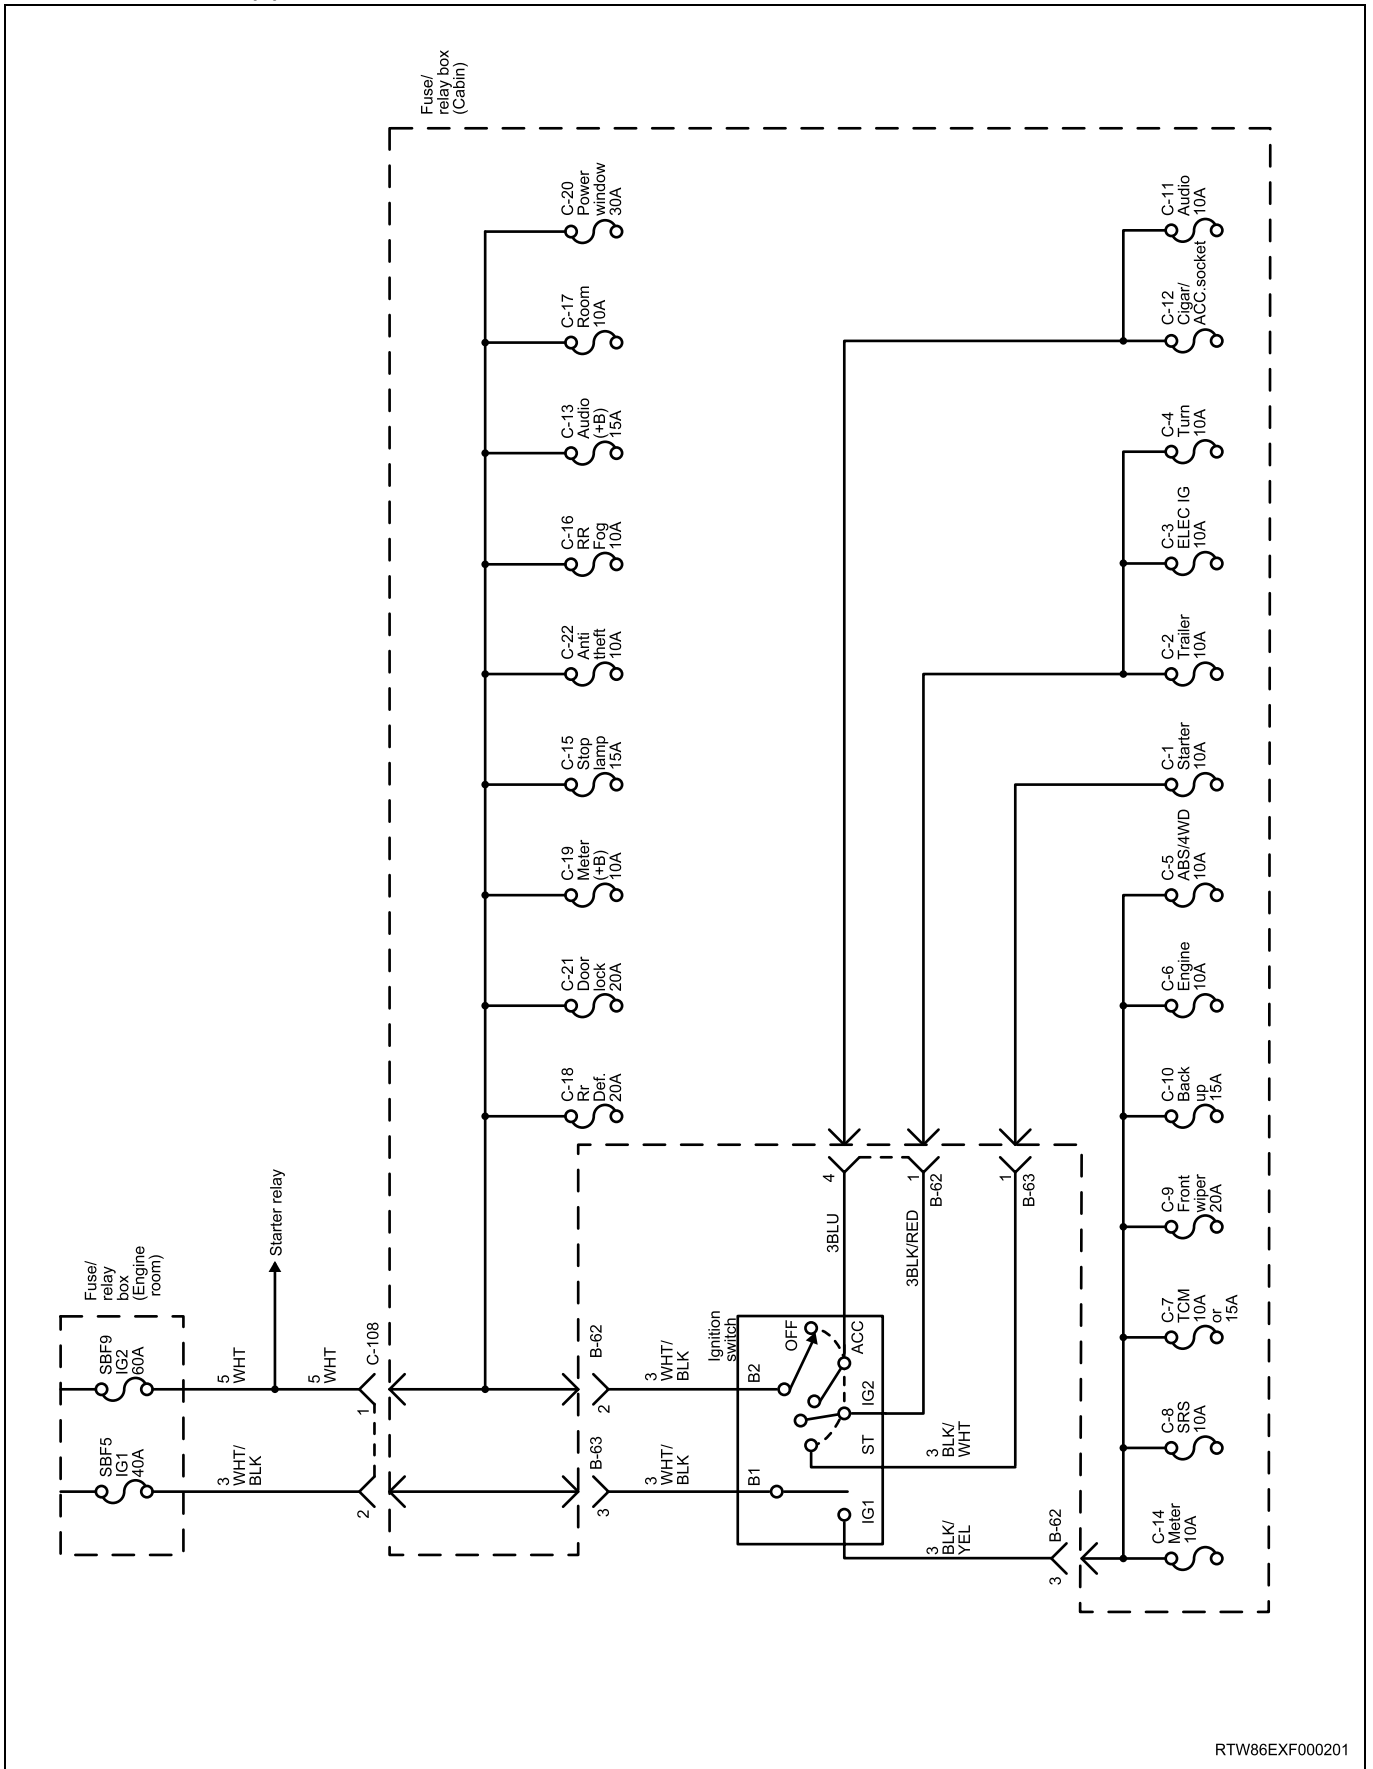 Fuse/
relay box
(Cabin)
C-20
Power
window
30A
C-17
Room
10A
C-13
Audio
(+B)
15A
C-16
RR
Fog
10A
C-22
Anti
theft
10A
C-15
Stop
lamp
15A
C-19
Meter
(+B)
10A
C-21
Door
lock
20A
C-18
Rr
Def.
20A
C-11
Audio
10A
C-12
Cigar/
ACC.socket
C-4
Turn
10A
C-3
ELEC IG
10A
C-2
Trailer
10A
C-1
Starter
10A
C-5
ABS/4WD
10A
C-6
Engine
10A
C-10
Back
up
15A
C-9
Front
wiper
20A
C-7
TCM
10A
or
15A
C-8
SRS
10A
C-14
Meter
10A
Fuse/
relay
box
(Engine
room)
SBF9
IG2
60A
SBF5
IG1
40A
Starter relay
5
WHT
5
WHT
C-108
1
3
WHT/
BLK
2
B-62
2
3
WHT/
BLK
B-63
3
3
WHT/
BLK
Ignition
switch
B2
OFF
ACC
IG2
ST
B1
IG1
4
3BLU
1
B-62
3BLK/RED
1
B-63
3
BLK/
WHT
3
BLK/
YEL
B-62
3
RTW86EXF000201